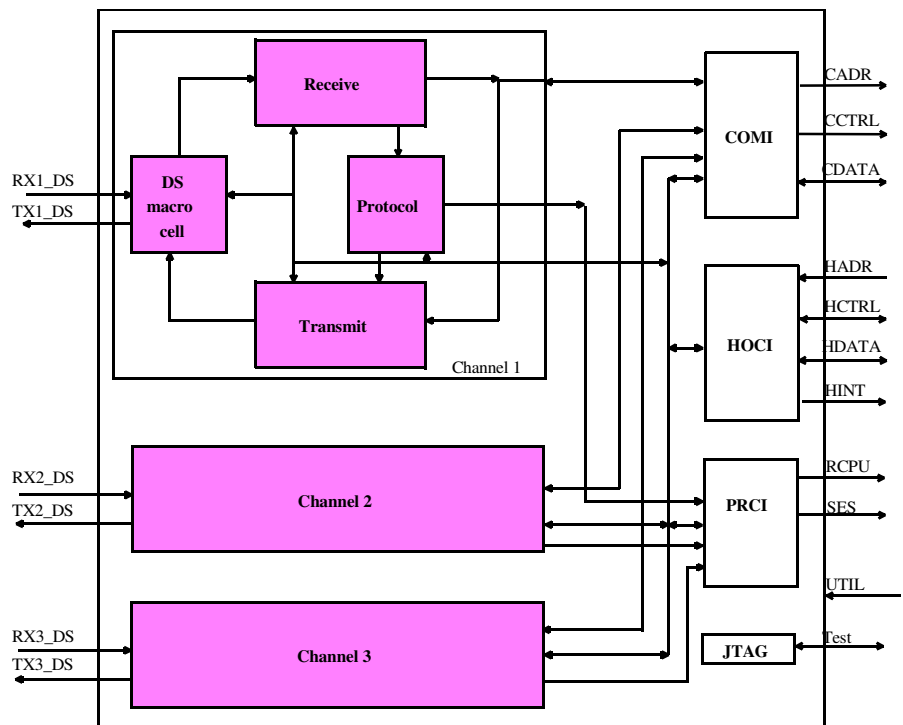 Receive
CADR
COMI
CCTRL
CDATA
RX1_DS
DS
macro
cell
Protocol
TX1_DS
HADR
Transmit
HCTRL
HOCI
HDATA
Channel 1
HINT
RX2_DS
Channel 2
TX2_DS
RCPU
PRCI
SES
UTIL
RX3_DS
Channel 3
TX3_DS
JTAG
Test